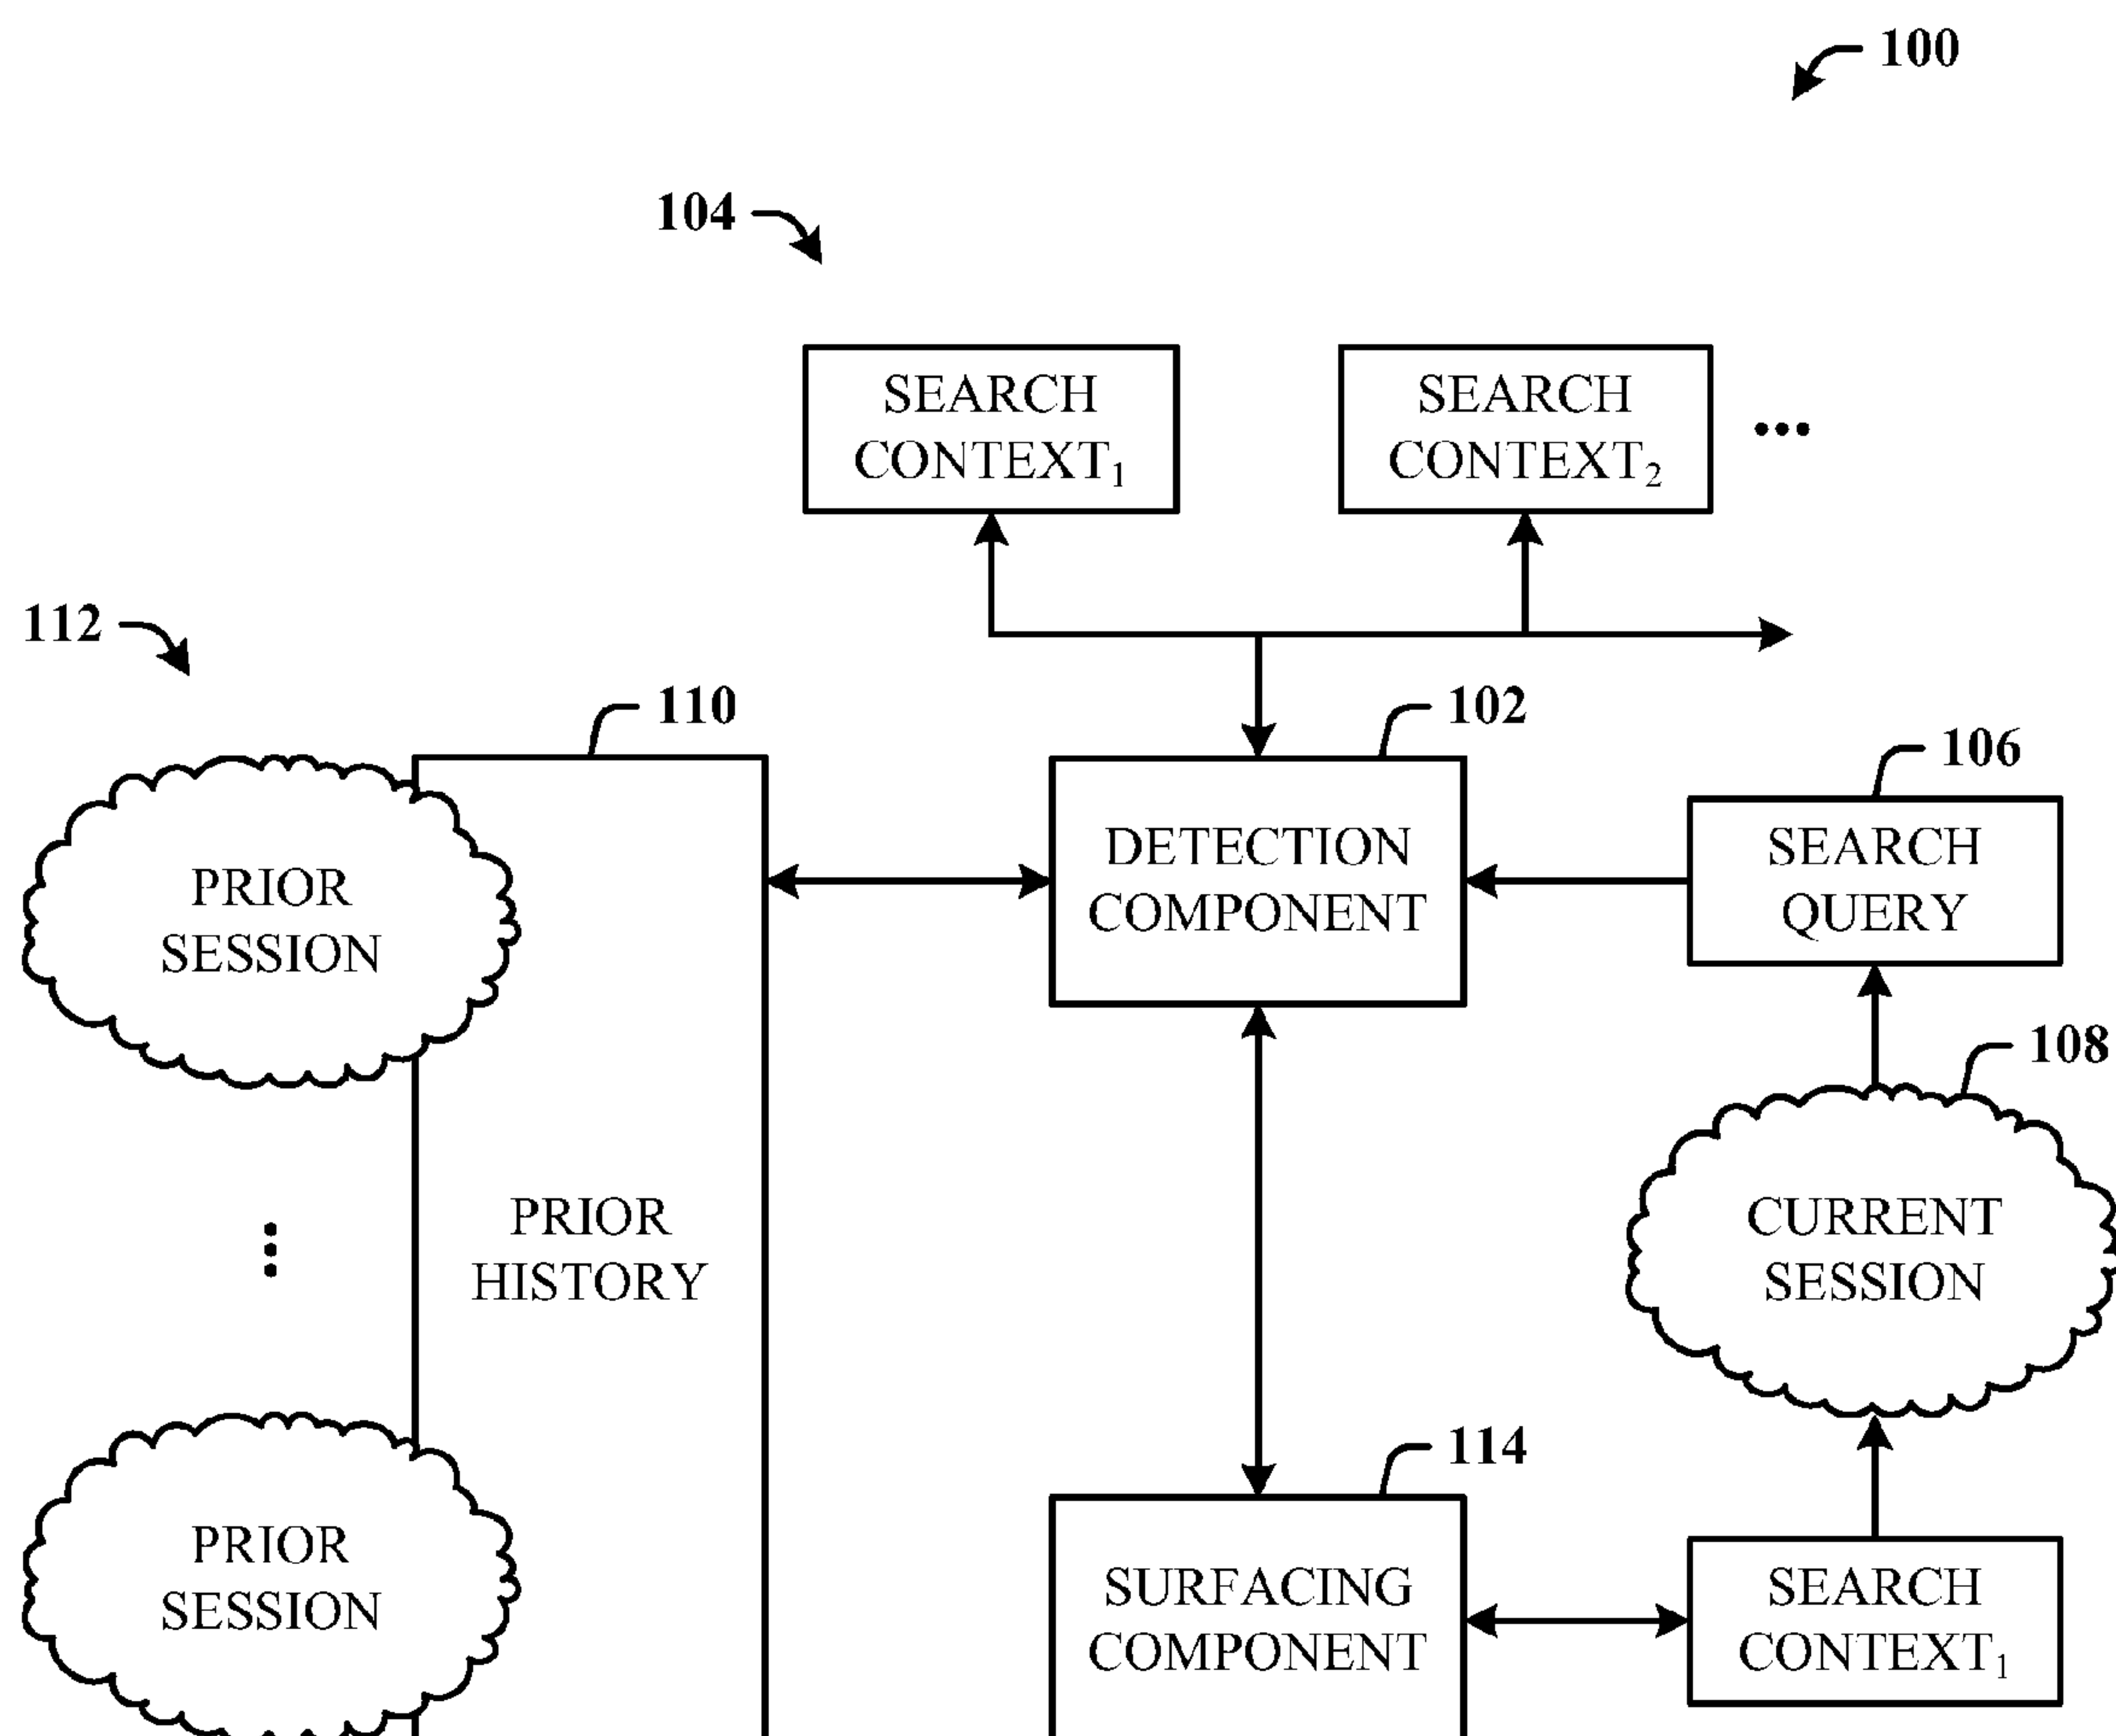 100
104
SEARCH
CONTEXT₁
SEARCH
CONTEXT₂
...
112
110
102
106
PRIOR
SESSION
DETECTION
COMPONENT
SEARCH
QUERY
108
PRIOR
HISTORY
CURRENT
SESSION
114
PRIOR
SESSION
SURFACING
COMPONENT
SEARCH
CONTEXT₁